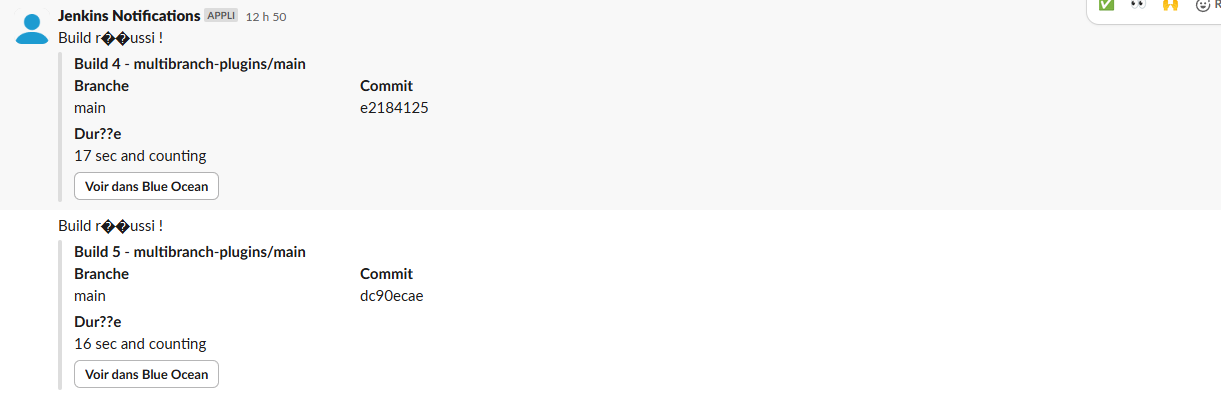 Jenkins Notifications APPLI 12 h 50
Build r��ussi !
Build 4 - multibranch-plugins/main
Branche Commit
main e2184125
Dur??e
17 sec and counting
Voir dans Blue Ocean
Build r��ussi !
Build 5 - multibranch-plugins/main
Branche Commit
main dc90ecae
Dur??e
16 sec and counting
Voir dans Blue Ocean